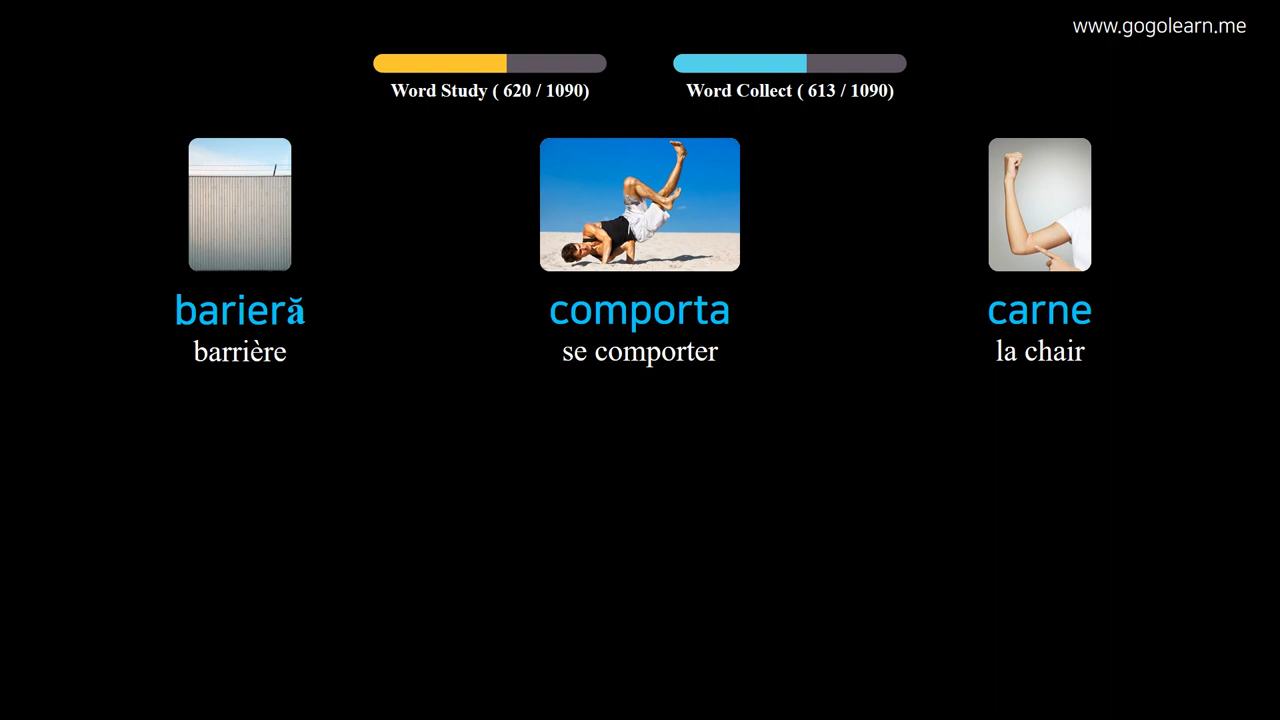 www.gogolearn.me
Word Study ( 620 / 1090)
Word Collect ( 613 / 1090)
barieră
comporta
carne
barrière
se comporter
la chair